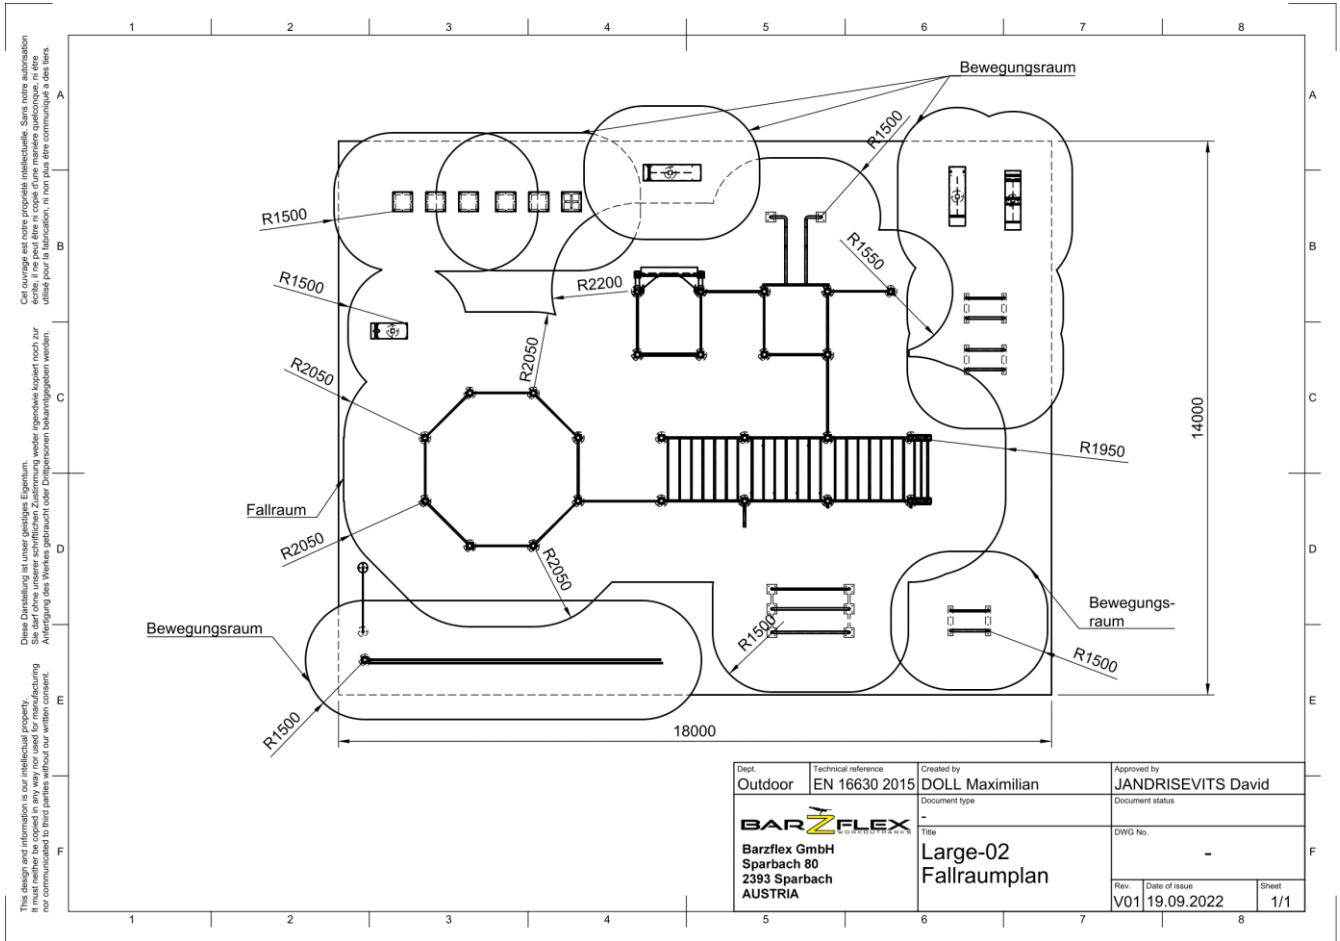 1 2 3 4 5 6 7 8
A A
B B
C C
D D
E E
F F
Cet ouvrage est notre propriété intellectuelle. Sans notre autorisation
écrite, il ne peut être ni copié d'une manière quelconque, ni être
utilisé pour la fabrication, ni non plus être communiqué a des tiers.
Diese Darstellung ist unser geistiges Eigentum.
Sie darf ohne unserer schriftlichen Zustimmung weder irgendwie kopiert noch zur
Anfertigung des Werkes gebraucht oder Drittpersonen bekanntgegeben werden.
This design and information is our intellectual property.
It must neither be copied in any way nor used for manufacturing
nor communicated to third parties without our written consent.
Bewegungsraum
R1500
R1500
R1550
R1500
R2200
R2050
R2050
14000
R1950
Fallraum
R2050
R2050
Bewegungs-
raum
Bewegungsraum
R1500
R1500
R1500
18000
Dept. Technical reference Created by Approved by
Outdoor EN 16630 2015 DOLL Maximilian JANDRISEVITS David
Document type Document status
-
BARZFLEX
WORKOUTPARKS
Title DWG No.
Barzflex GmbH
Sparbach 80
2393 Sparbach
AUSTRIA
Large-02
Fallraumplan
-
Rev. Date of issue Sheet
V01 19.09.2022 1/1
1 2 3 4 5 6 7 8